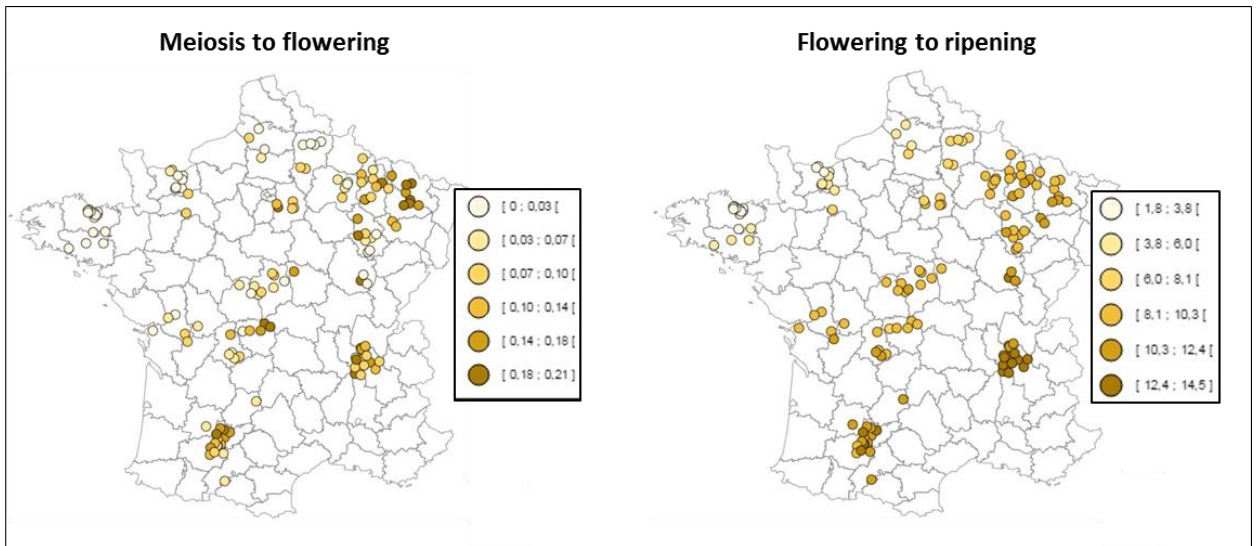 Meiosis to flowering
Flowering to ripening
[ 0 ; 0,03 [
[ 0,03 ; 0,07 [
[ 0,07 ; 0,10 [
[ 0,10 ; 0,14 [
[ 0,14 ; 0,18 [
[ 0,18 ; 0,21 ]
[ 1,8 ; 3,8 [
[ 3,8 ; 6,0 [
[ 6,0 ; 8,1 [
[ 8,1 ; 10,3 [
[ 10,3 ; 12,4 [
[ 12,4 ; 14,5 ]